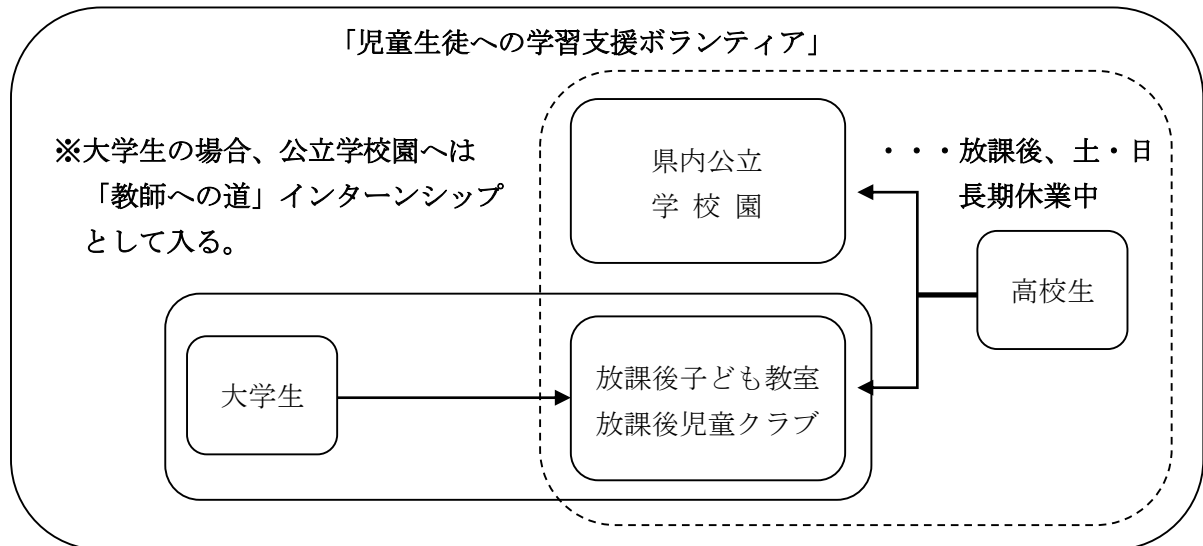 「児童生徒への学習支援ボランティア」
※大学生の場合、公立学校園へは
「教師への道」インターンシップ
として入る。
県内公立
学 校 園
・・・放課後、土・日
長期休業中
高校生
大学生
放課後子ども教室
放課後児童クラブ